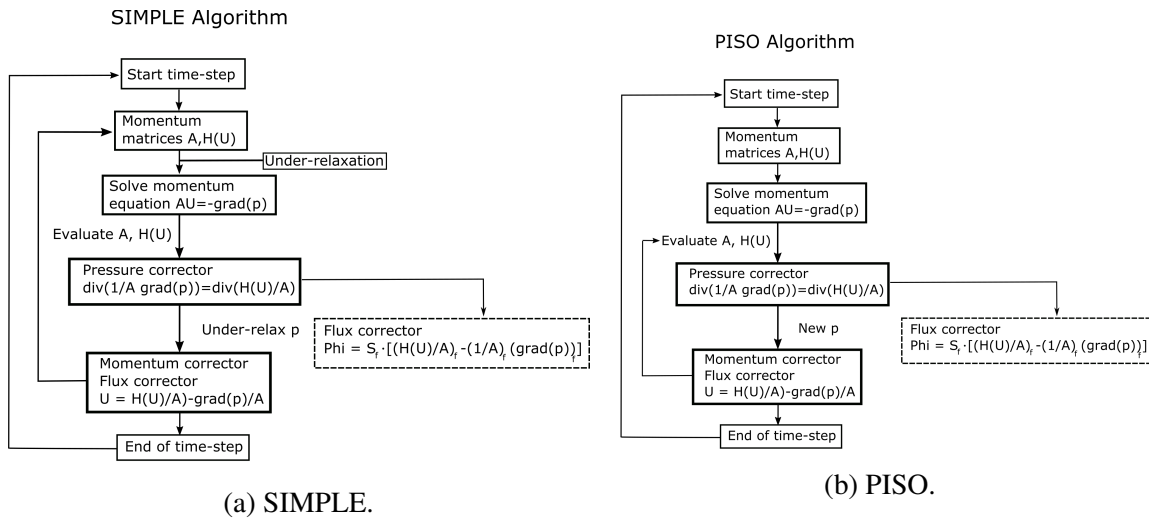 SIMPLE Algorithm
Start time-step
Momentum
matrices A,H(U)
Under-relaxation
Solve momentum
equation AU=-grad(p)
Evaluate A, H(U)
Pressure corrector
div(1/A grad(p))=div(H(U)/A)
Under-relax p
Flux corrector
Phi = S_f·[(H(U)/A)_f-(1/A)_f (grad(p))_f]
Momentum corrector
Flux corrector
U = H(U)/A)-grad(p)/A
End of time-step
(a) SIMPLE.
PISO Algorithm
Start time-step
Momentum
matrices A,H(U)
Solve momentum
equation AU=-grad(p)
Evaluate A, H(U)
Pressure corrector
div(1/A grad(p))=div(H(U)/A)
New p
Flux corrector
Phi = S_f·[(H(U)/A)_f-(1/A)_f (grad(p))_f]
Momentum corrector
Flux corrector
U = H(U)/A)-grad(p)/A
End of time-step
(b) PISO.